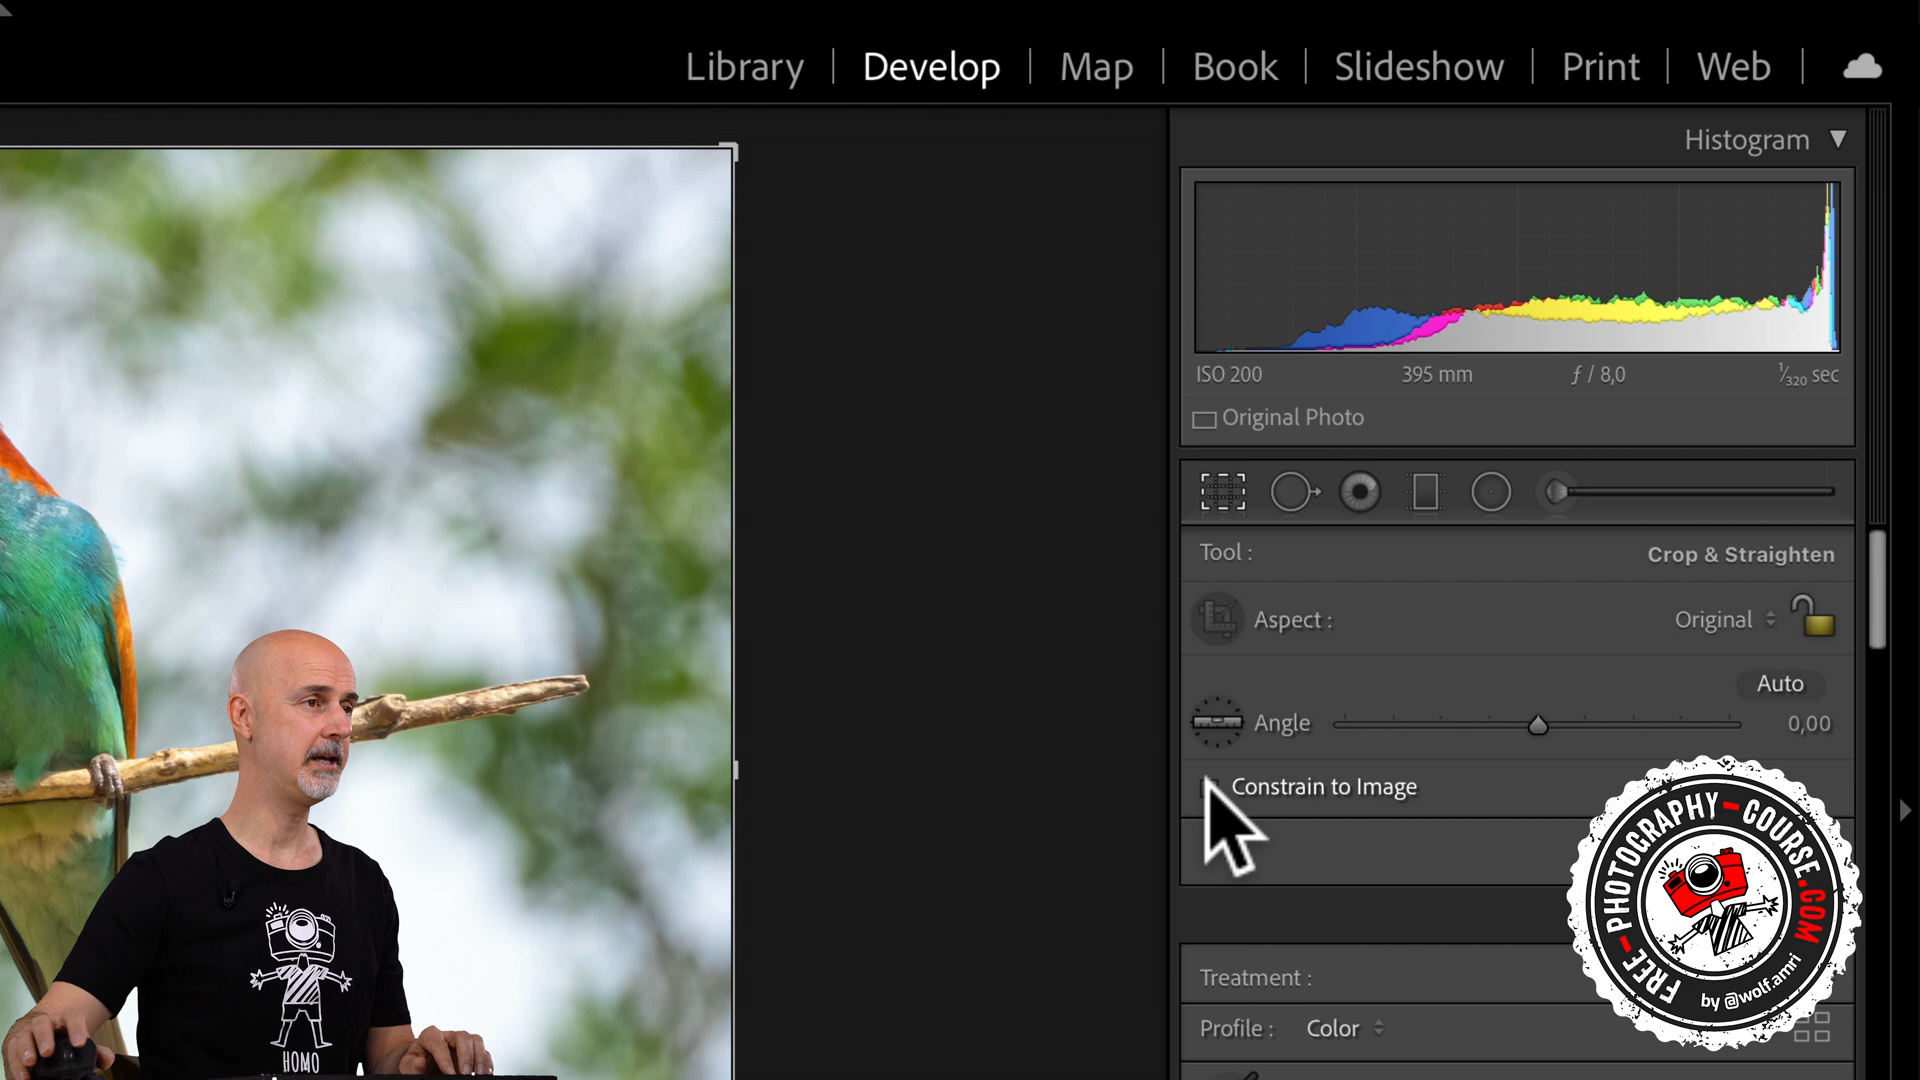 Library | Develop | Map | Book | Slideshow | Print | Web |
Histogram
ISO 200 395 mm ƒ / 8,0 1/320 sec
Original Photo
Tool : Crop & Straighten
Aspect : Original
Auto
Angle 0,00
Constrain to Image
FREE-PHOTOGRAPHY-COURSE.COM
by @wolf.amri
Treatment :
Profile : Color
HOMO